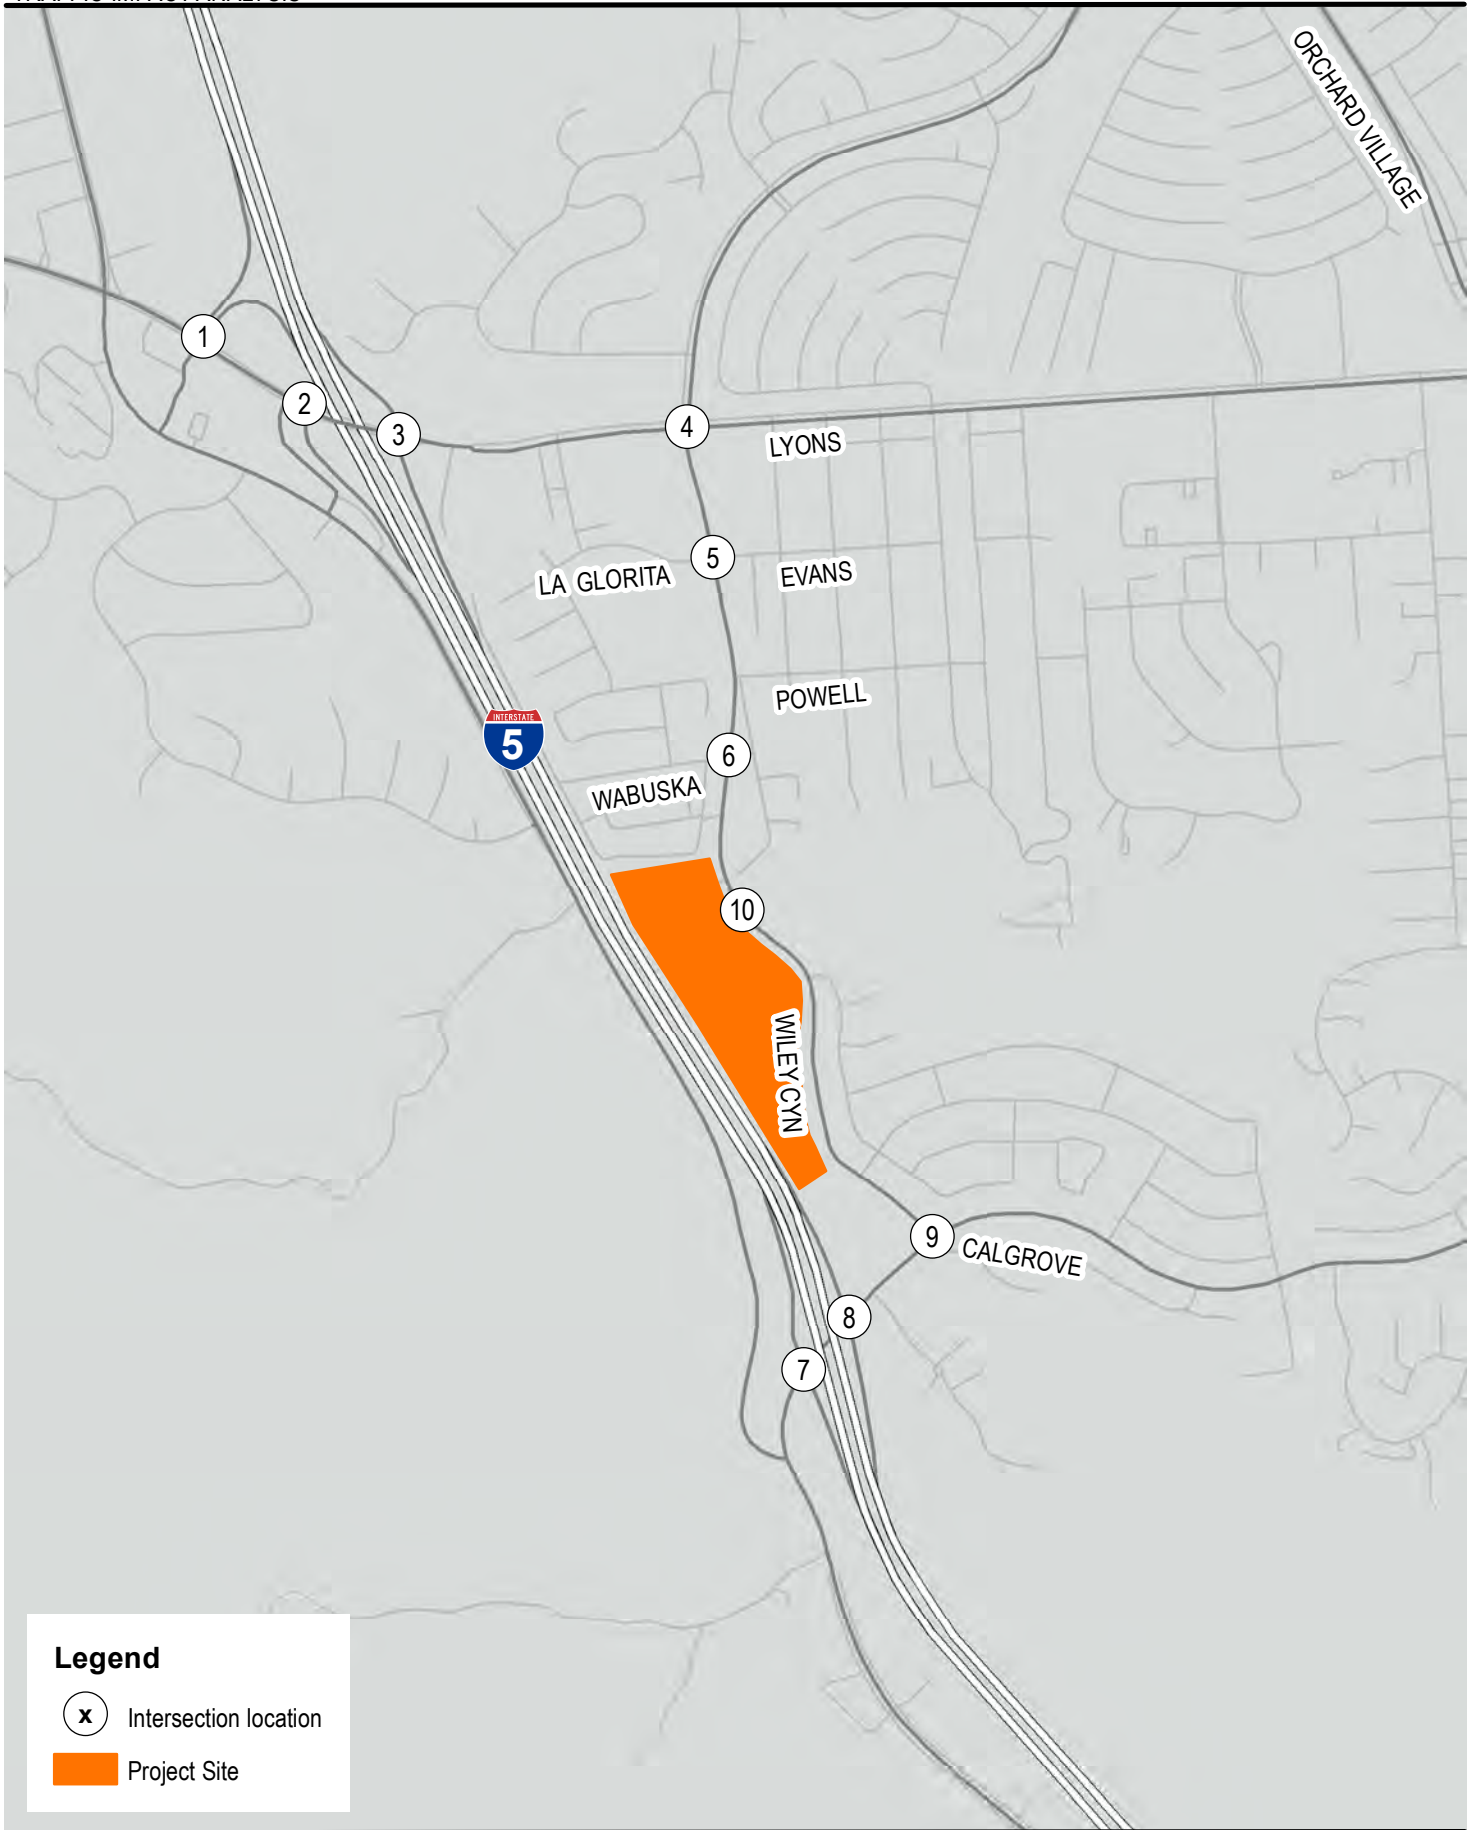 ORCHARD VILLAGE
1
2
3
4
LYONS
5
LA GLORITA
EVANS
POWELL
INTERSTATE
5
6
WABUSKA
10
WILEY CYN
9
CALGROVE
8
7
Legend
x Intersection location
Project Site